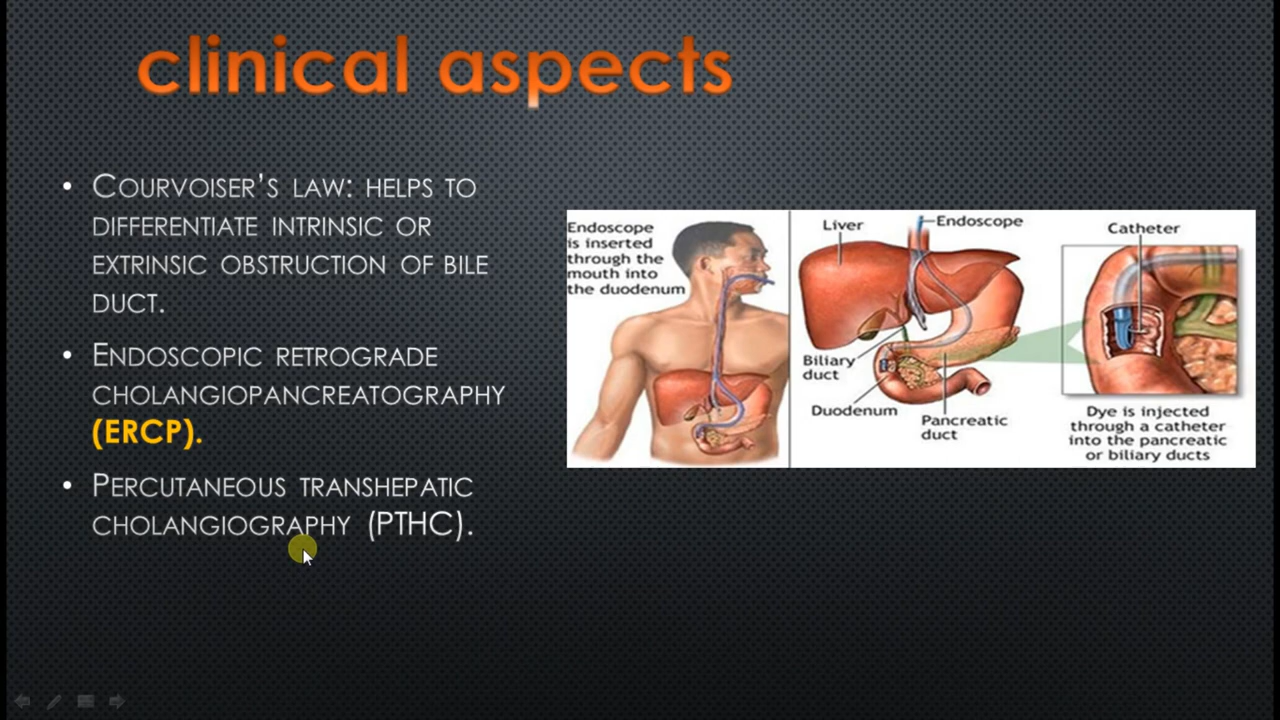 clinical aspects
• Courvoiser's law: helps to
differentiate intrinsic or
extrinsic obstruction of bile
duct.
• Endoscopic retrograde
cholangiopancreatography
(ERCP).
• Percutaneous transhepatic
cholangiography (PTHC).
Endoscope
is inserted
through the
mouth into
the duodenum
Liver
Endoscope
Biliary
duct
Duodenum
Pancreatic
duct
Catheter
Dye is injected
through a catheter
into the pancreatic
or biliary ducts